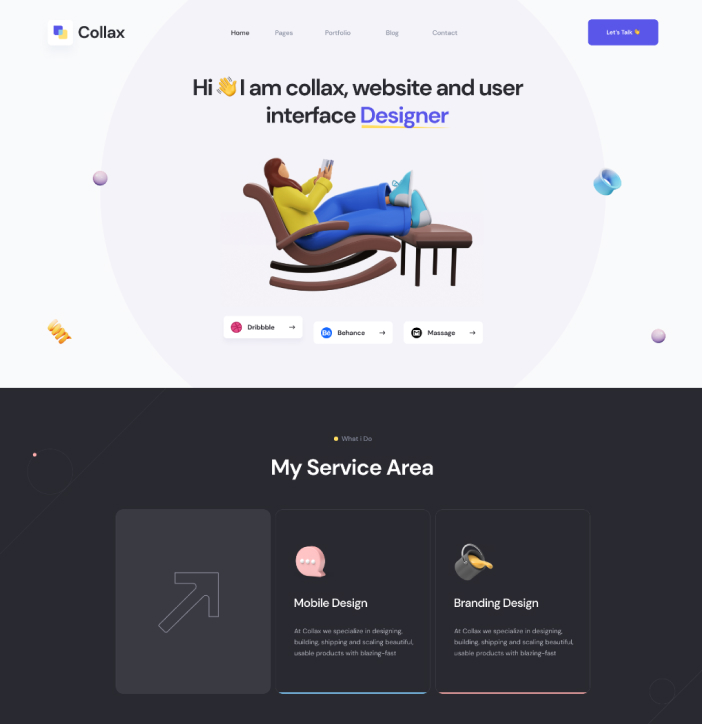 Collax
Home Pages Portfolio Blog Contact
Let's Talk 👋
Hi 👋 I am collax, website and user
interface Designer
Dribbble → Behance → Massage →
What i Do
My Service Area
Mobile Design
At Collax we specialize in designing,
building, shipping and scaling beautiful,
usable products with blazing-fast
Branding Design
At Collax we specialize in designing,
building, shipping and scaling beautiful,
usable products with blazing-fast